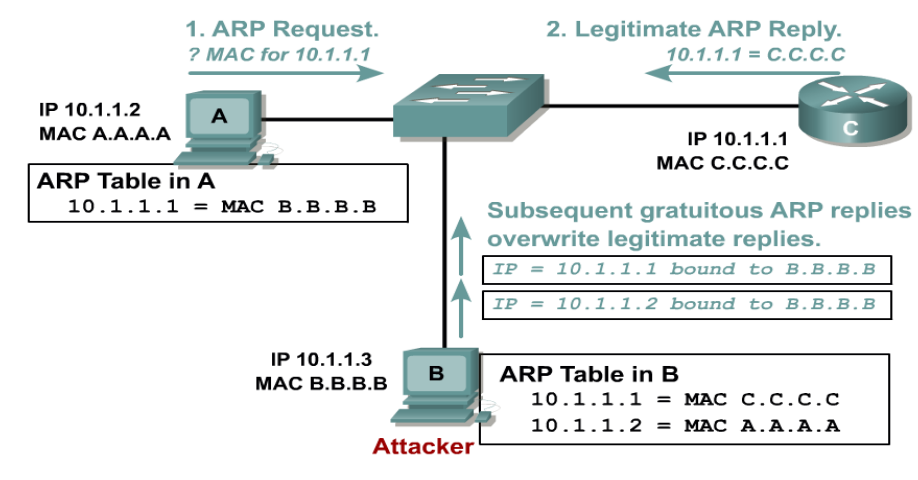 1. ARP Request.
? MAC for 10.1.1.1
2. Legitimate ARP Reply.
10.1.1.1 = C.C.C.C
IP 10.1.1.2
MAC A.A.A.A
A
C
IP 10.1.1.1
MAC C.C.C.C
ARP Table in A
10.1.1.1 = MAC B.B.B.B
Subsequent gratuitous ARP replies
overwrite legitimate replies.
IP = 10.1.1.1 bound to B.B.B.B
IP = 10.1.1.2 bound to B.B.B.B
IP 10.1.1.3
MAC B.B.B.B
B
Attacker
ARP Table in B
10.1.1.1 = MAC C.C.C.C
10.1.1.2 = MAC A.A.A.A